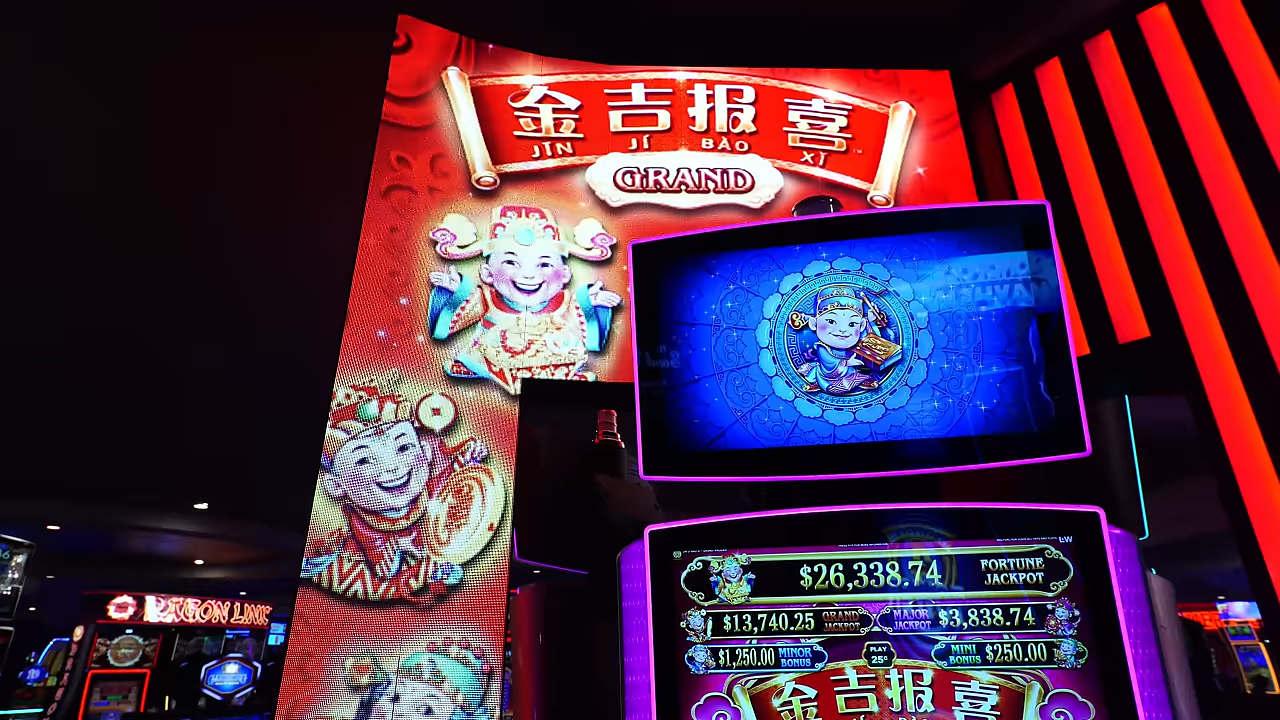 金吉报喜
JĪN JÍ BÀO XǏ
GRAND
$26,338.74 FORTUNE JACKPOT
$13,740.25 GRAND JACKPOT
MAJOR JACKPOT $3,838.74
$1,250.00 MINOR BONUS
PLAY 25¢
MINI BONUS $250.00
金吉报喜
DRAGON LINK